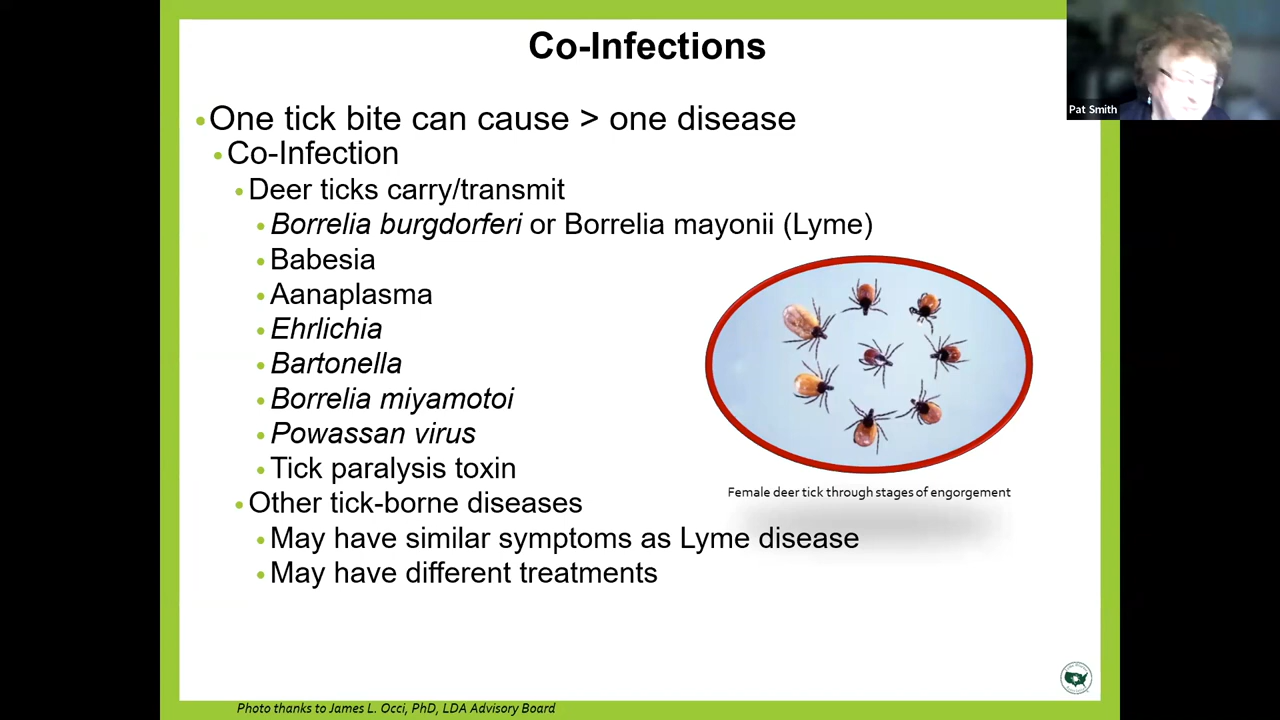 Co-Infections
Pat Smith
•One tick bite can cause > one disease
•Co-Infection
•Deer ticks carry/transmit
•Borrelia burgdorferi or Borrelia mayonii (Lyme)
•Babesia
•Aanaplasma
•Ehrlichia
•Bartonella
•Borrelia miyamotoi
•Powassan virus
•Tick paralysis toxin
Female deer tick through stages of engorgement
•Other tick-borne diseases
•May have similar symptoms as Lyme disease
•May have different treatments
Photo thanks to James L. Occi, PhD, LDA Advisory Board